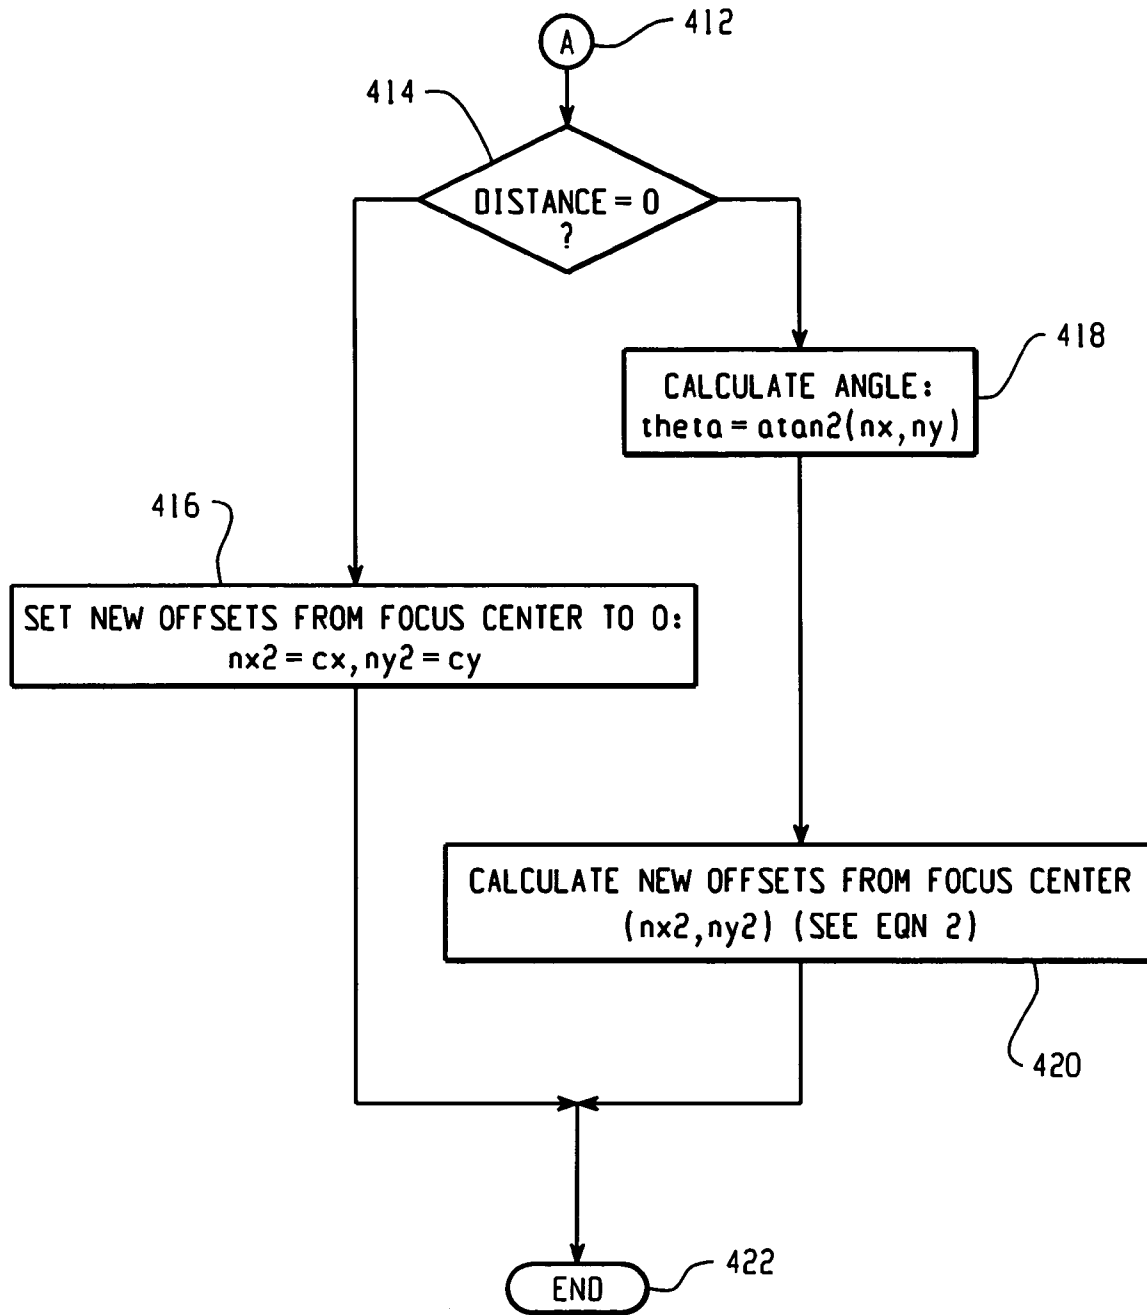 412
A
414
DISTANCE = 0
?
418
CALCULATE ANGLE:
theta = atan2(nx,ny)
416
SET NEW OFFSETS FROM FOCUS CENTER TO 0:
nx2 = cx, ny2 = cy
CALCULATE NEW OFFSETS FROM FOCUS CENTER
(nx2,ny2) (SEE EQN 2)
420
422
END